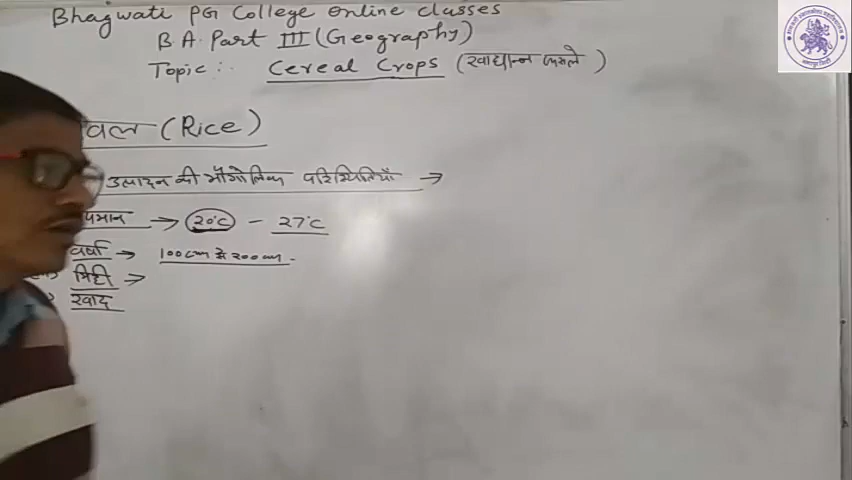 Bhagwati PG College online classes
B.A. Part III (Geography)
Topic :- Cereal Crops (खाद्यान्न फसलें)
वल (Rice)
उत्पादन की भौगोलिक परिस्थितियाँ →
पमान → 20°C - 27°C
वर्षा → 100cm से 200cm.
मिट्टी →
खाद